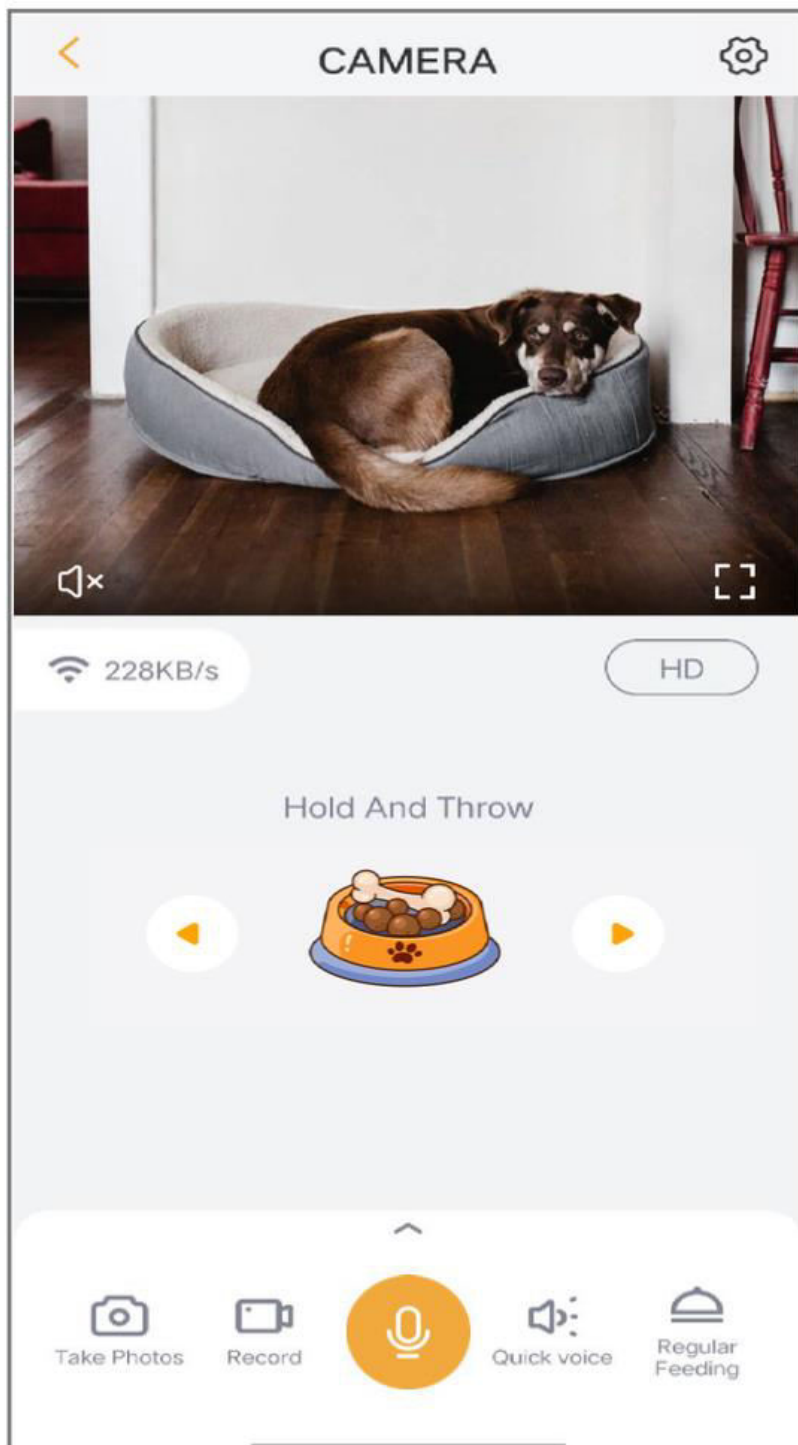 CAMERA
228KB/s
HD
Hold And Throw
Take Photos
Record
Quick voice
Regular
Feeding